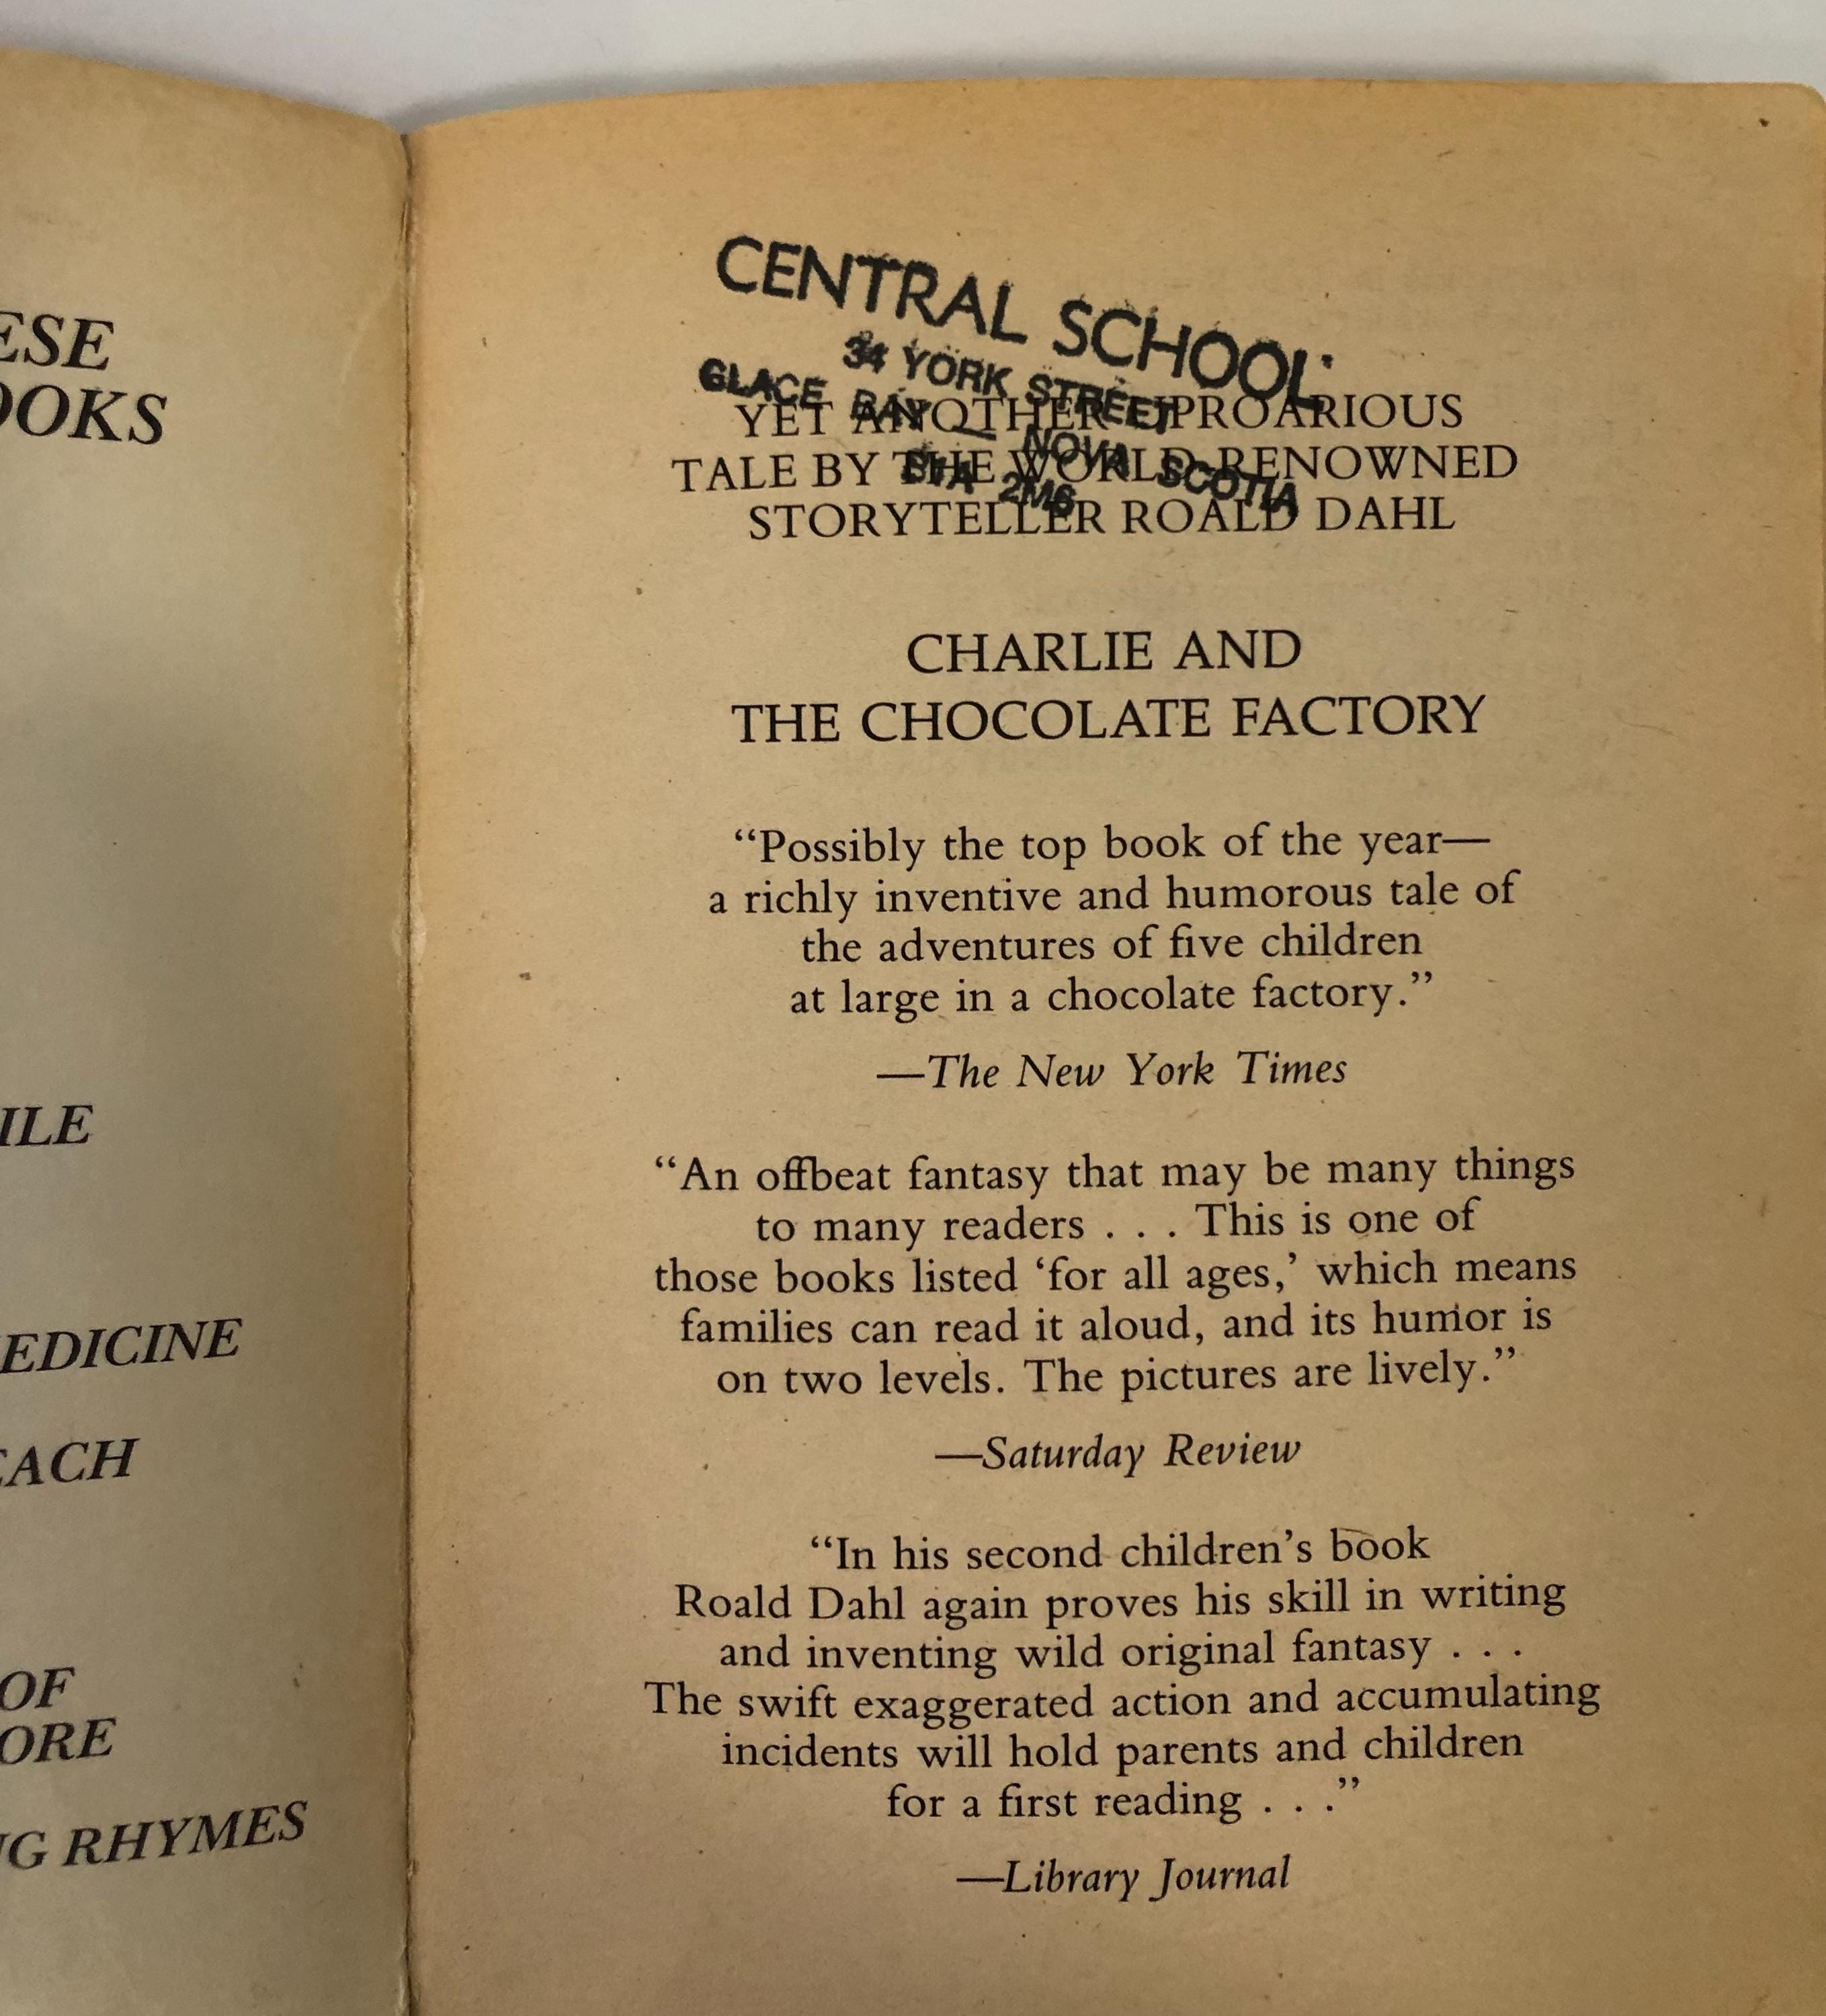 ESE
OOKS
ILE
EDICINE
EACH
OF
ORE
NG RHYMES
CENTRAL SCHOOL
34 YORK STREET
GLACE BAY — NOVA SCOTIA
B1A 2M6
YET ANOTHER UPROARIOUS
TALE BY THE WORLD-RENOWNED
STORYTELLER ROALD DAHL
CHARLIE AND
THE CHOCOLATE FACTORY
“Possibly the top book of the year—
a richly inventive and humorous tale of
the adventures of five children
at large in a chocolate factory.”
—The New York Times
“An offbeat fantasy that may be many things
to many readers . . . This is one of
those books listed ‘for all ages,’ which means
families can read it aloud, and its humor is
on two levels. The pictures are lively.”
—Saturday Review
“In his second children’s book
Roald Dahl again proves his skill in writing
and inventing wild original fantasy . . .
The swift exaggerated action and accumulating
incidents will hold parents and children
for a first reading . . .”
—Library Journal